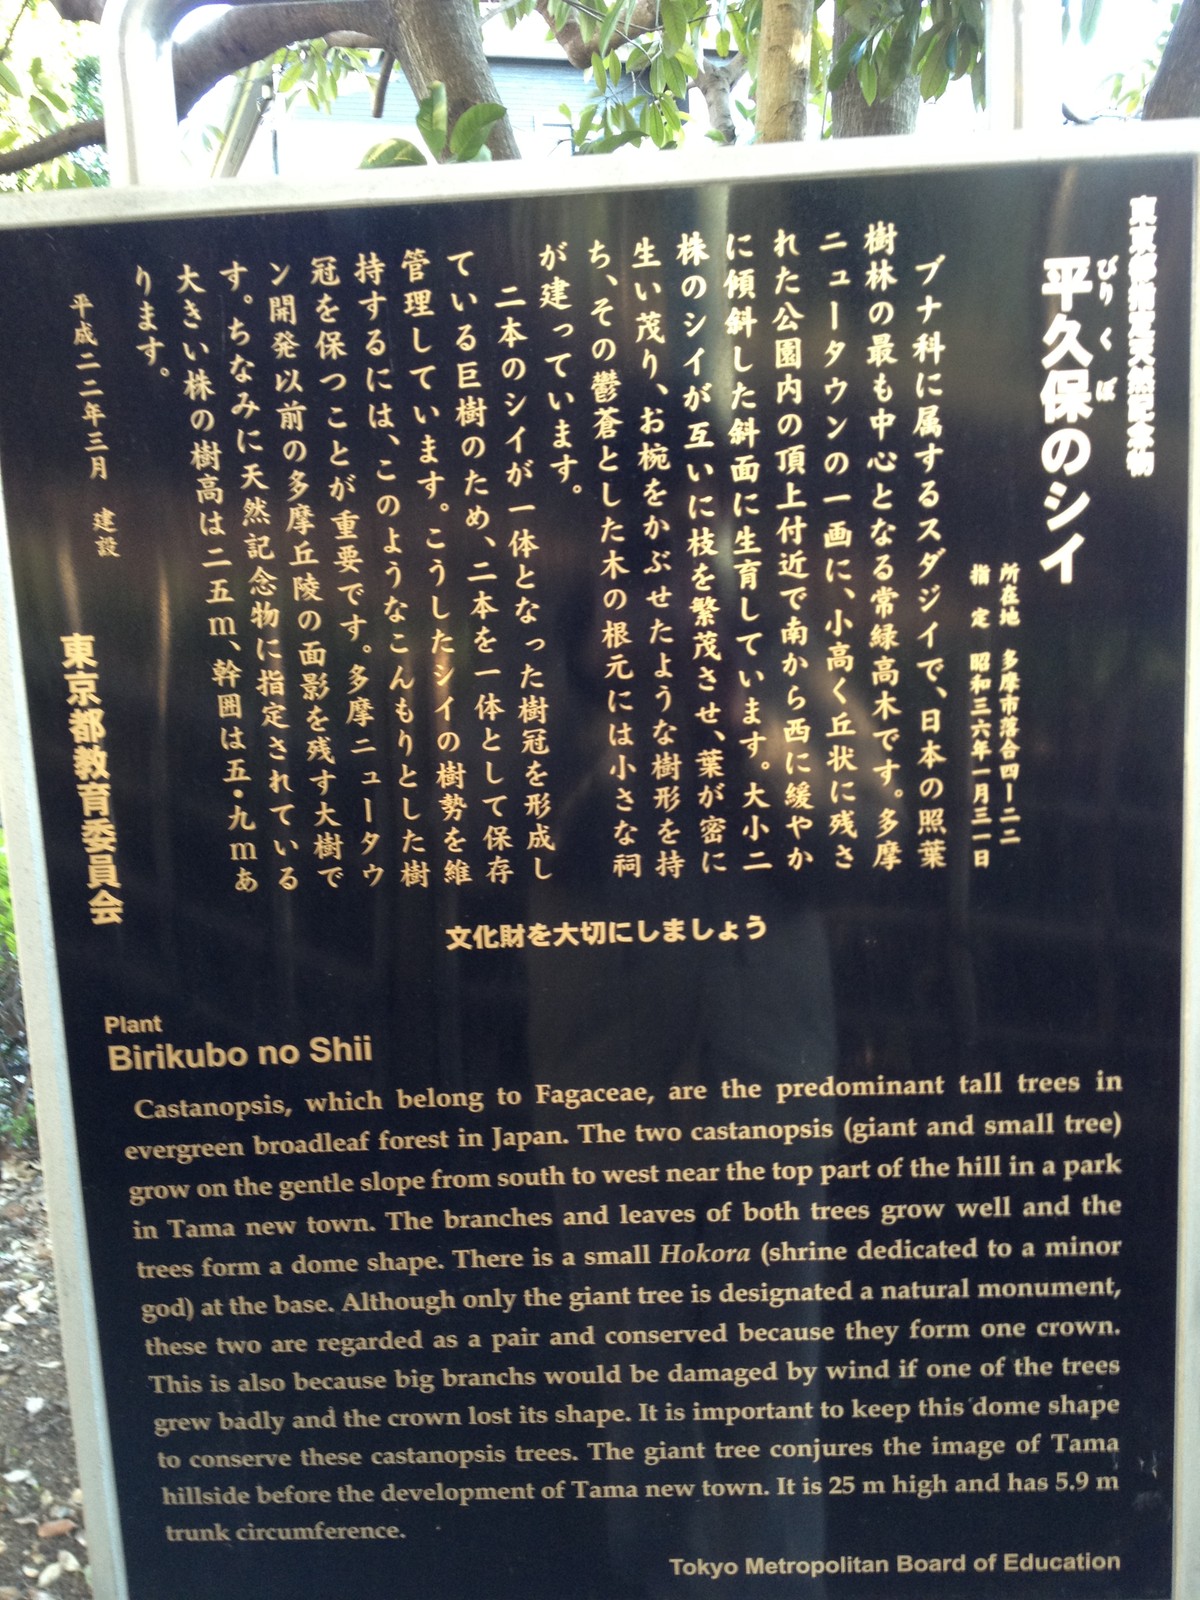 東京都指定天然記念物
びりくぼ
平久保のシイ
所在地 多摩市落合四ー二二
指 定 昭和三六年一月三一日
ブナ科に属するスダジイで、日本の照葉
樹林の最も中心となる常緑高木です。多摩
ニュータウンの一画に、小高く丘状に残さ
れた公園内の頂上付近で南から西に緩やか
に傾斜した斜面に生育しています。大小二
株のシイが互いに枝を繁茂させ、葉が密に
生い茂り、お椀をかぶせたような樹形を持
ち、その鬱蒼とした木の根元には小さな祠
が建っています。
二本のシイが一体となった樹冠を形成し
ている巨樹のため、二本を一体として保存
管理しています。こうしたシイの樹勢を維
持するには、このようなこんもりとした樹
冠を保つことが重要です。多摩ニュータウ
ン開発以前の多摩丘陵の面影を残す大樹で
す。ちなみに天然記念物に指定されている
大きい株の樹高は二五m、幹囲は五・九mあ
ります。
平成二二年三月 建設
東京都教育委員会
文化財を大切にしましょう
Plant
Birikubo no Shii
Castanopsis, which belong to Fagaceae, are the predominant tall trees in
evergreen broadleaf forest in Japan. The two castanopsis (giant and small tree)
grow on the gentle slope from south to west near the top part of the hill in a park
in Tama new town. The branches and leaves of both trees grow well and the
trees form a dome shape. There is a small Hokora (shrine dedicated to a minor
god) at the base. Although only the giant tree is designated a natural monument,
these two are regarded as a pair and conserved because they form one crown.
This is also because big branchs would be damaged by wind if one of the trees
grew badly and the crown lost its shape. It is important to keep this dome shape
to conserve these castanopsis trees. The giant tree conjures the image of Tama
hillside before the development of Tama new town. It is 25 m high and has 5.9 m
trunk circumference.
Tokyo Metropolitan Board of Education